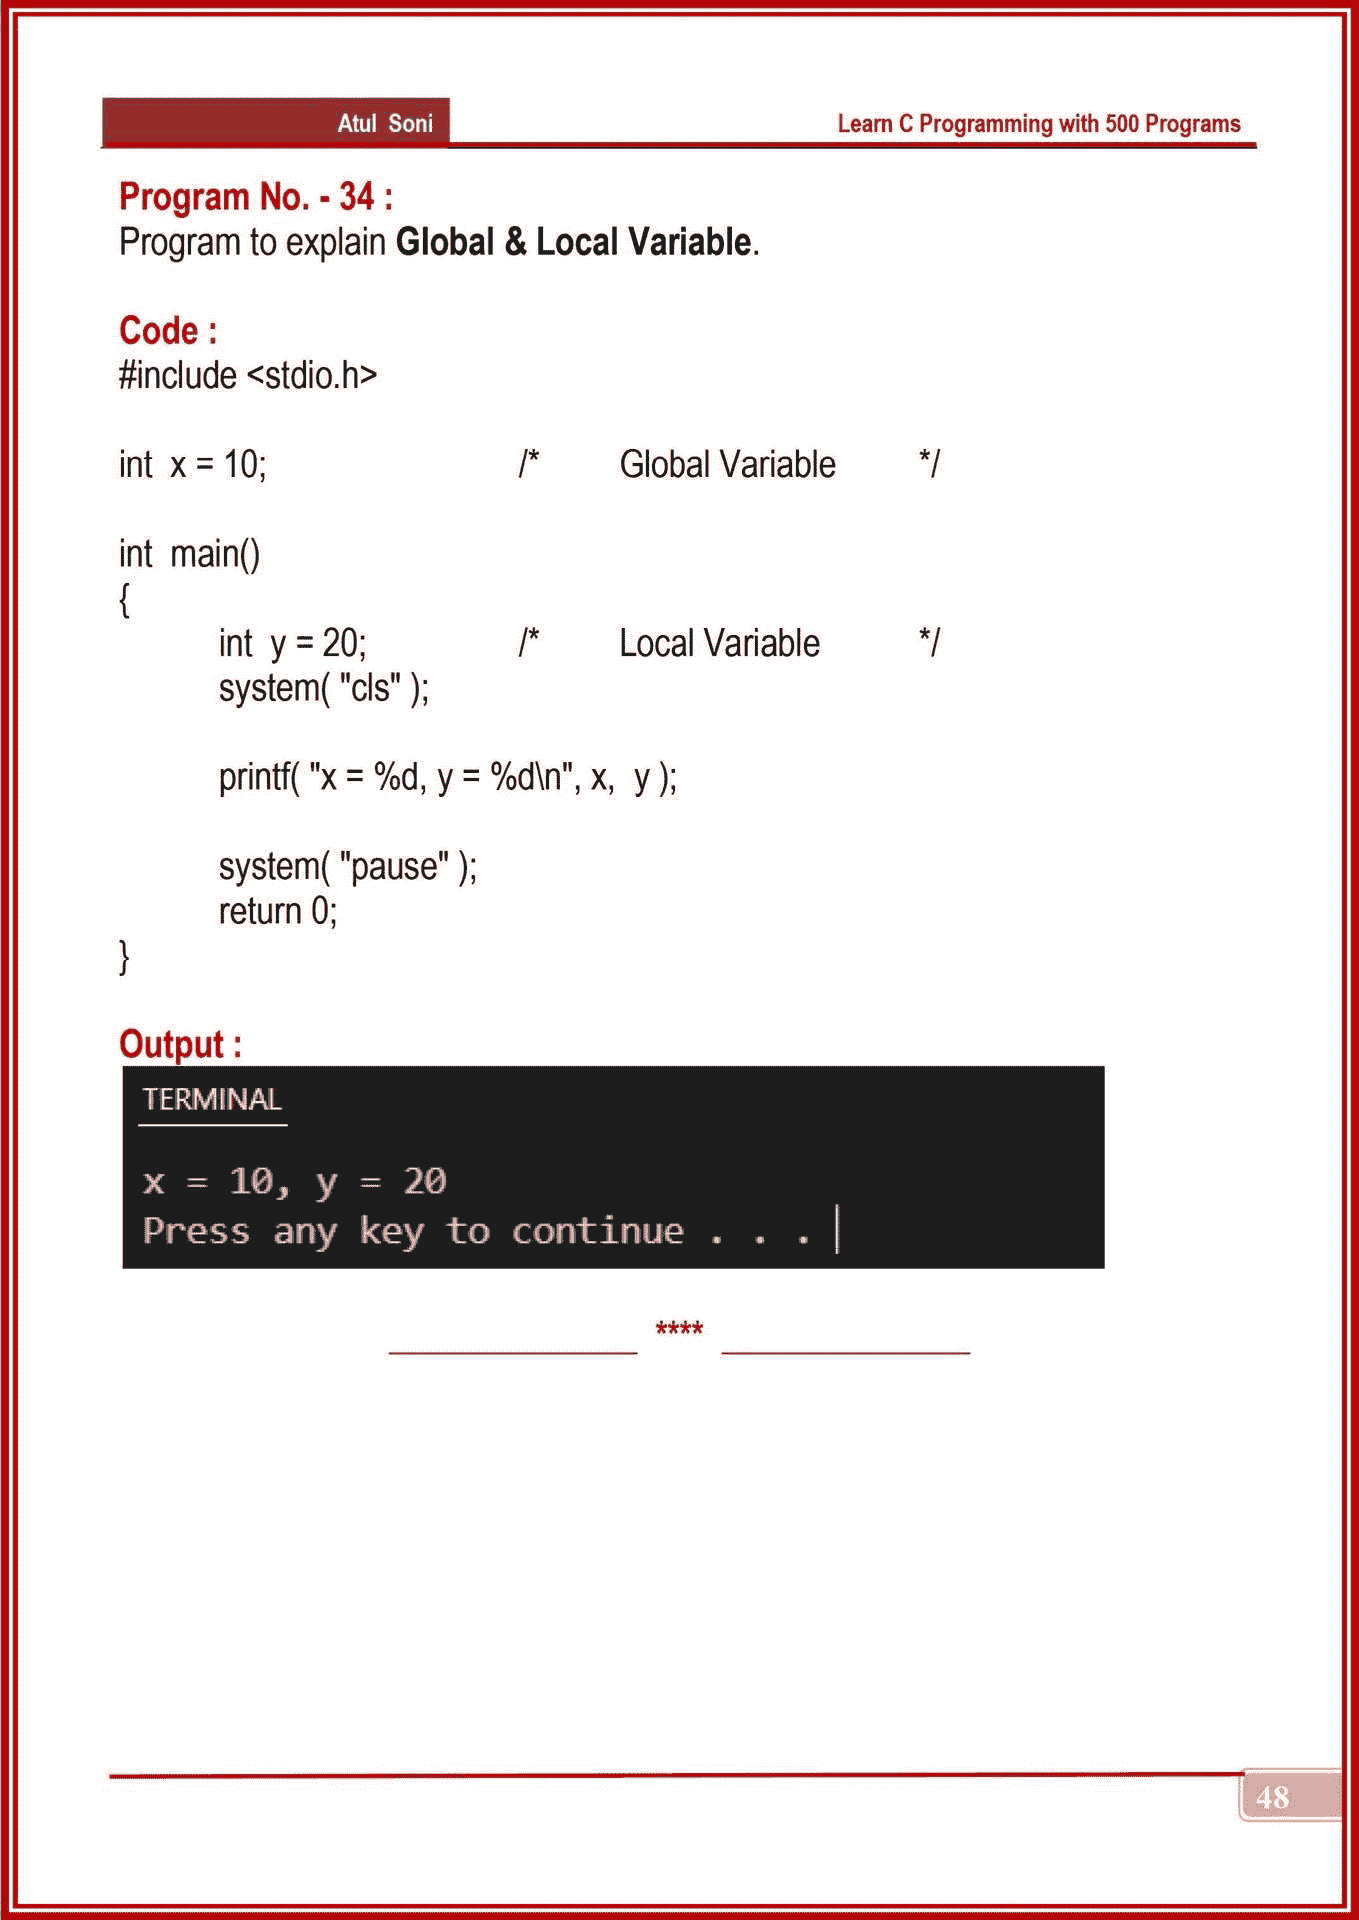 Atul Soni
Learn C Programming with 500 Programs
Program No. - 34 :
Program to explain Global & Local Variable.
Code :
#include <stdio.h>
int x = 10; /* Global Variable */
int main()
{
int y = 20; /* Local Variable */
system( "cls" );
printf( "x = %d, y = %d\n", x, y );
system( "pause" );
return 0;
}
Output :
TERMINAL
x = 10, y = 20
Press any key to continue . . .
****
48